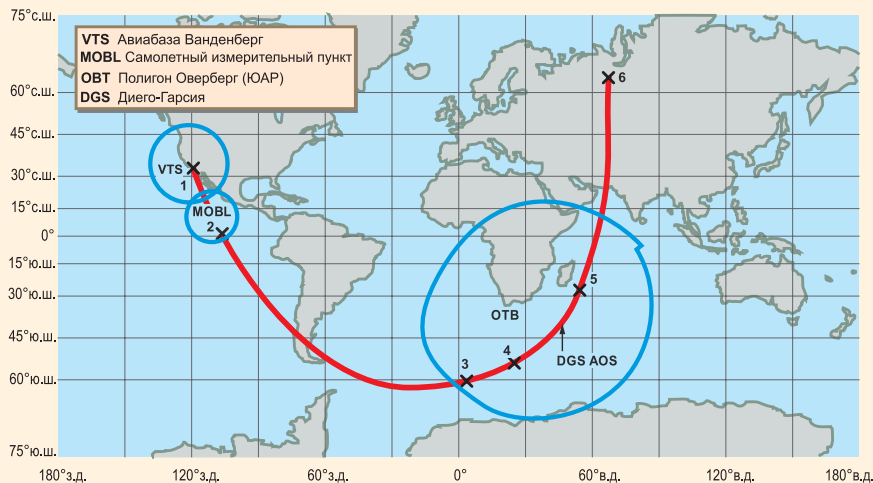 75°с.ш.
VTS Авиабаза Ванденберг
MOBL Самолетный измерительный пункт
OBT Полигон Оверберг (ЮАР)
DGS Диего-Гарсия
6
60°с.ш.
45°с.ш.
30°с.ш.
VTS
1
15°с.ш.
MOBL
2
0°
15°ю.ш.
5
30°ю.ш.
ОТВ
45°ю.ш.
4
3
DGS AOS
60°ю.ш.
75°ю.ш.
180°з.д. 120°з.д. 60°з.д. 0° 60°в.д. 120°в.д. 180°в.д.